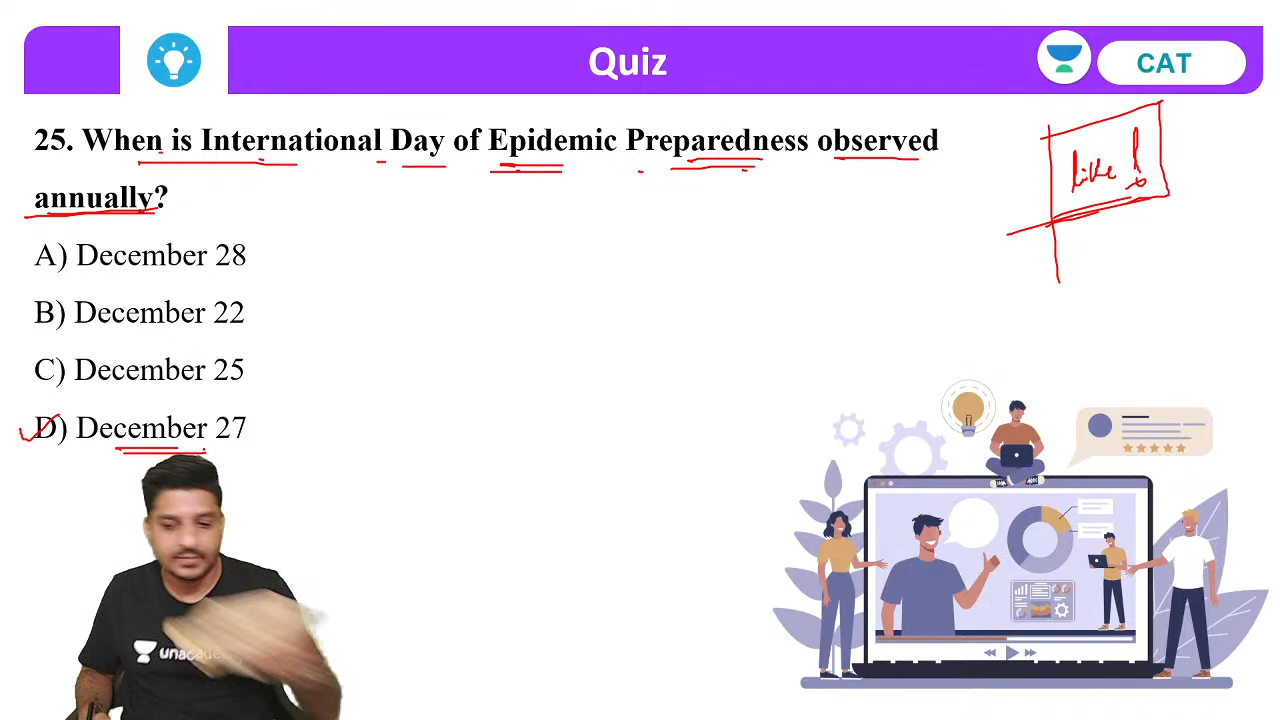 Quiz
CAT
25. When is International Day of Epidemic Preparedness observed
annually?
like !
A) December 28
B) December 22
C) December 25
D) December 27